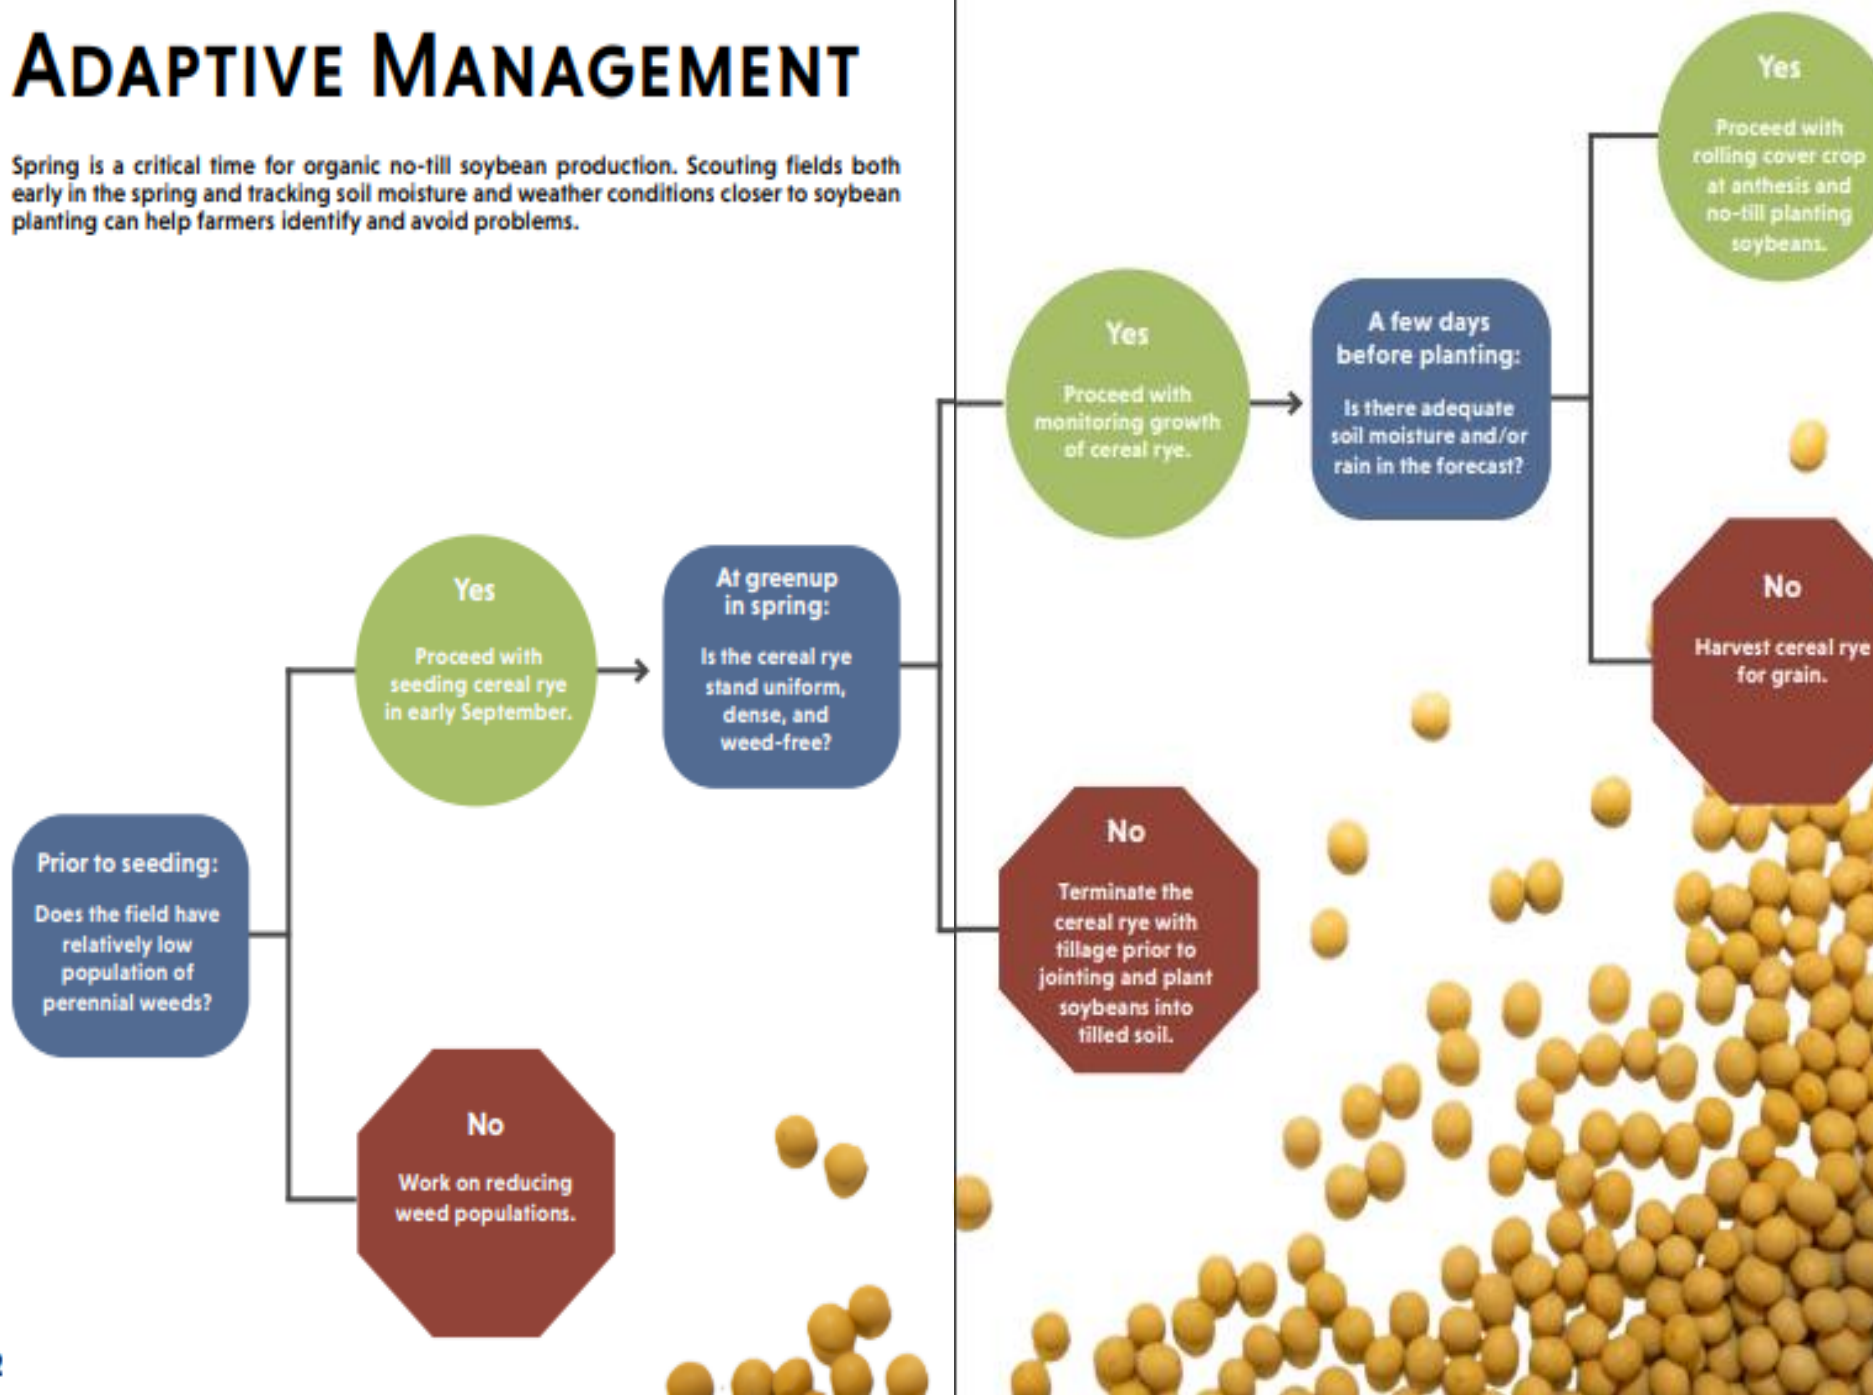 ADAPTIVE MANAGEMENT
Spring is a critical time for organic no-till soybean production. Scouting fields both
early in the spring and tracking soil moisture and weather conditions closer to soybean
planting can help farmers identify and avoid problems.
Prior to seeding:
Does the field have
relatively low
population of
perennial weeds?
Yes
Proceed with
seeding cereal rye
in early September.
No
Work on reducing
weed populations.
At greenup
in spring:
Is the cereal rye
stand uniform,
dense, and
weed-free?
Yes
Proceed with
monitoring growth
of cereal rye.
No
Terminate the
cereal rye with
tillage prior to
jointing and plant
soybeans into
tilled soil.
A few days
before planting:
Is there adequate
soil moisture and/or
rain in the forecast?
Yes
Proceed with
rolling cover crop
at anthesis and
no-till planting
soybeans.
No
Harvest cereal rye
for grain.